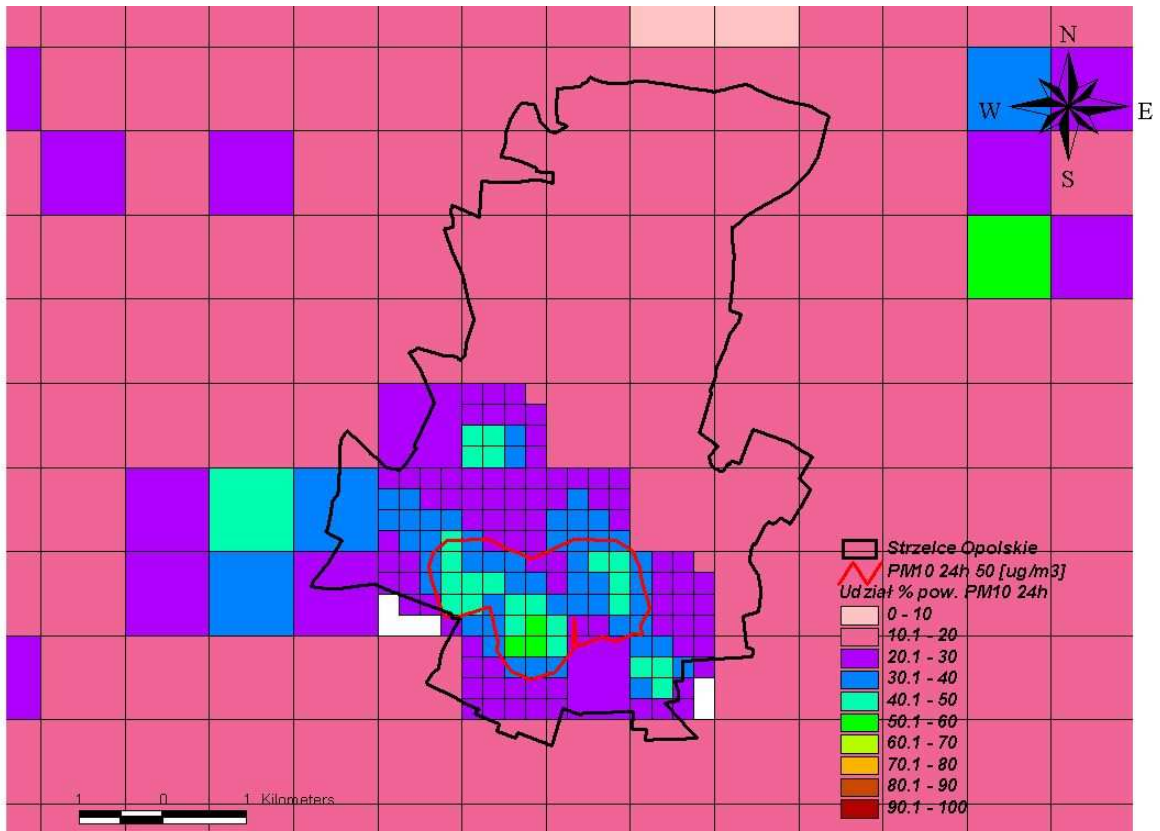 N
W E
S
Strzelce Opolskie
PM10 24h 50 [ug/m3]
Udział % pow. PM10 24h
0 - 10
10.1 - 20
20.1 - 30
30.1 - 40
40.1 - 50
50.1 - 60
60.1 - 70
70.1 - 80
80.1 - 90
90.1 - 100
1 0 1 Kilometers